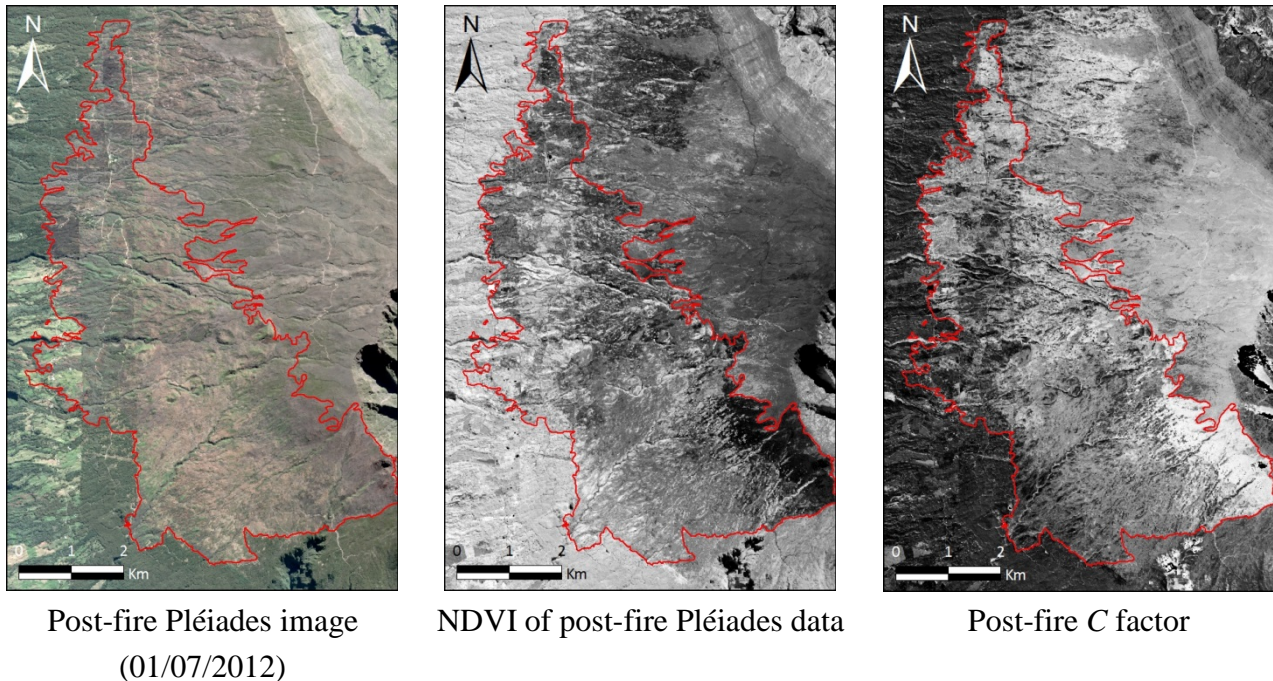 N
N
N
0 1 2
Km
0 1 2
Km
0 1 2
Km
Post-fire Pléiades image
(01/07/2012)
NDVI of post-fire Pléiades data
Post-fire C factor